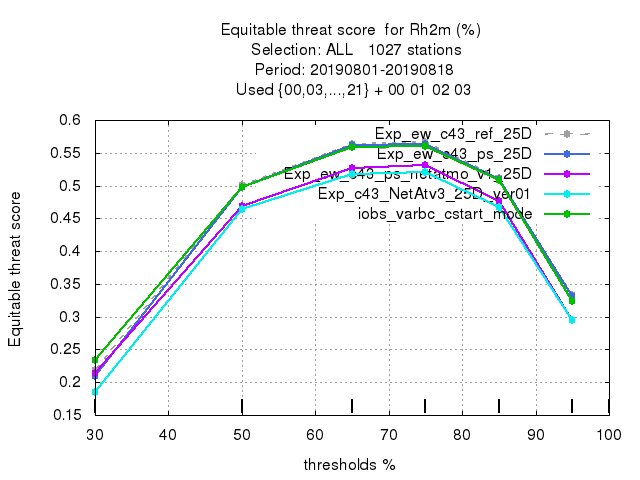 Equitable threat score for Rh2m (%)
Selection: ALL 1027 stations
Period: 20190801-20190818
Used {00,03,...,21} + 00 01 02 03
0.6
0.55
0.5
0.45
0.4
0.35
0.3
0.25
0.2
0.15
Equitable threat score
Exp_ew_c43_ref_25D
Exp_ew_c43_ps_25D
Exp_ew_c43_ps_netatmo_v1_25D
Exp_c43_NetAtv3_25D_ver01
iobs_varbc_cstart_mode
30 40 50 60 70 80 90 100
thresholds %